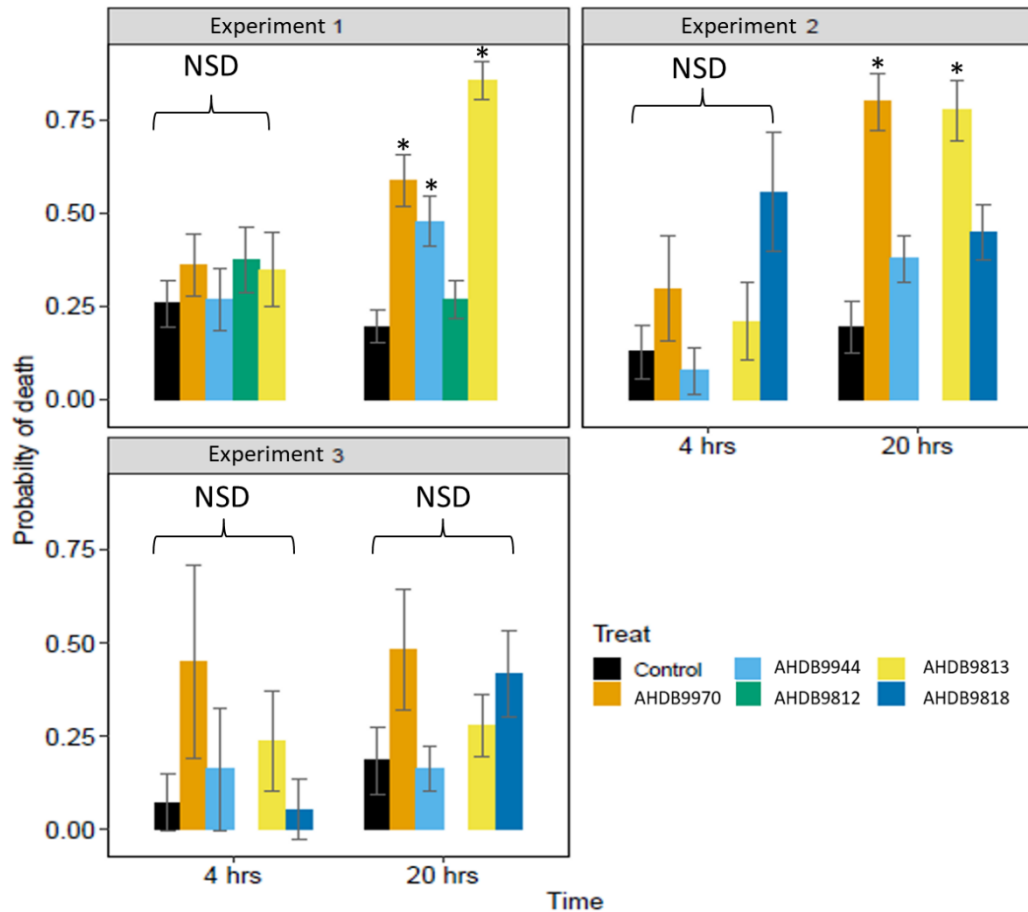 Experiment 1
NSD
*
*
*
0.75
0.50
0.25
0.00
Experiment 2
NSD
*
*
4 hrs
20 hrs
Experiment 3
NSD
NSD
0.75
0.50
0.25
0.00
4 hrs
20 hrs
Probabilty of death
Time
Treat
Control
AHDB9944
AHDB9813
AHDB9970
AHDB9812
AHDB9818